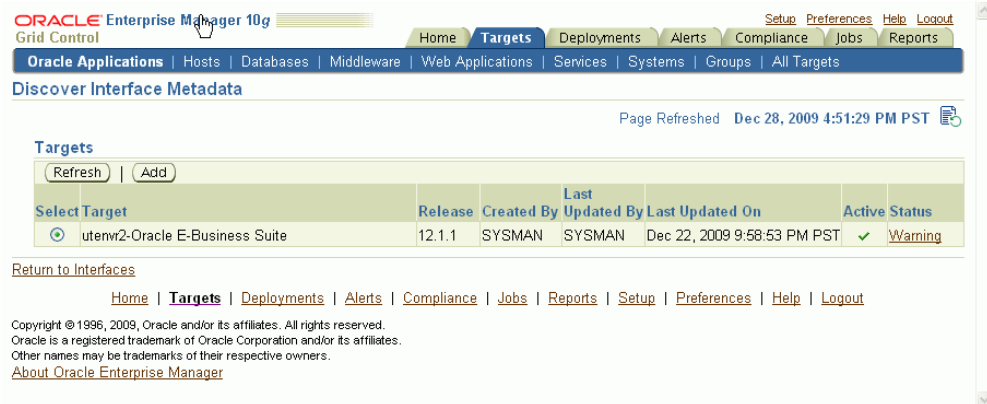 ORACLE Enterprise Manager 10g
Setup Preferences Help Logout
Grid Control
Home Targets Deployments Alerts Compliance Jobs Reports
Oracle Applications | Hosts | Databases | Middleware | Web Applications | Services | Systems | Groups | All Targets
Discover Interface Metadata
Page Refreshed Dec 28, 2009 4:51:29 PM PST
Targets
Refresh | Add
Select Target Release Created By Last Updated By Last Updated On Active Status
utenvr2-Oracle E-Business Suite 12.1.1 SYSMAN SYSMAN Dec 22, 2009 9:58:53 PM PST Warning
Return to Interfaces
Home | Targets | Deployments | Alerts | Compliance | Jobs | Reports | Setup | Preferences | Help | Logout
Copyright © 1996, 2009, Oracle and/or its affiliates. All rights reserved.
Oracle is a registered trademark of Oracle Corporation and/or its affiliates.
Other names may be trademarks of their respective owners.
About Oracle Enterprise Manager